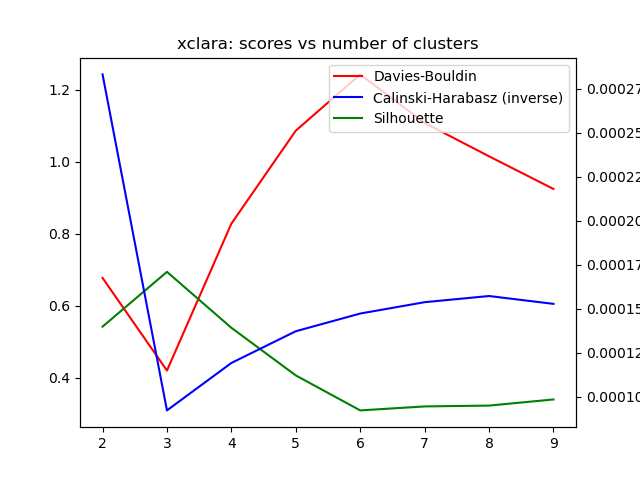 xclara: scores vs number of clusters
Davies-Bouldin
Calinski-Harabasz (inverse)
Silhouette
1.2
1.0
0.8
0.6
0.4
0.00027
0.00025
0.00022
0.00020
0.00017
0.00015
0.00012
0.00010
2 3 4 5 6 7 8 9